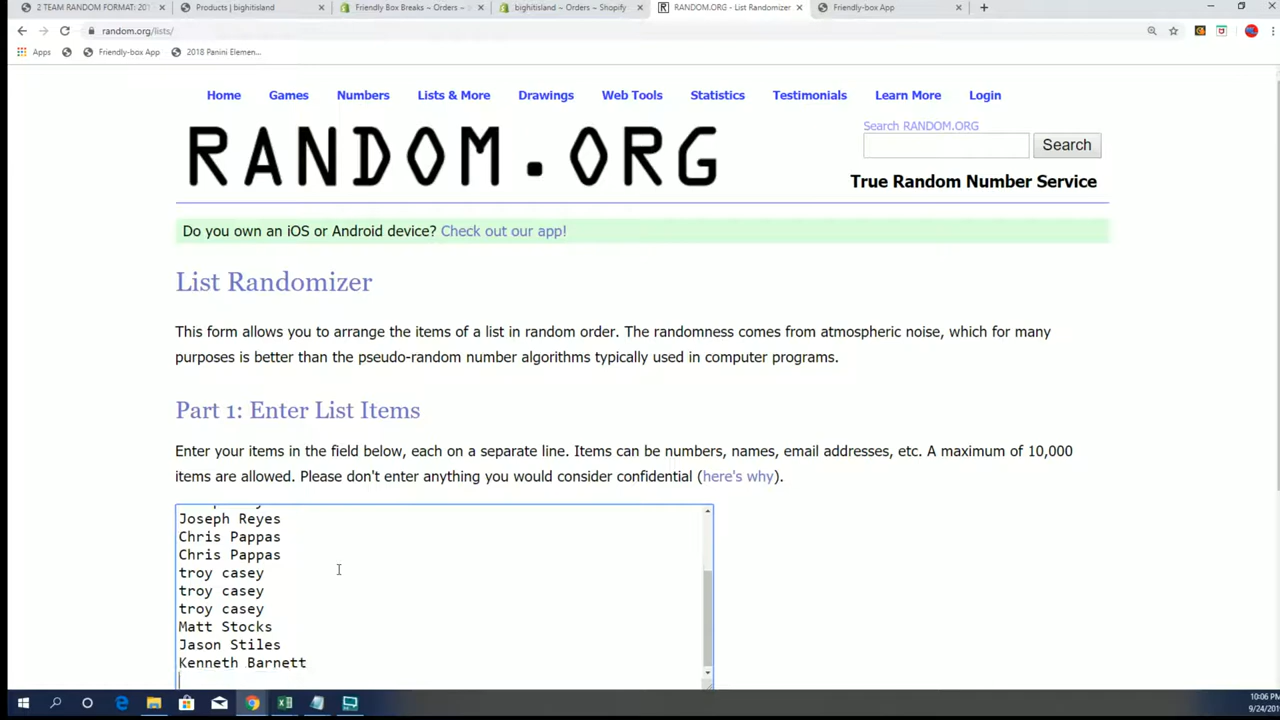 2 TEAM RANDOM FORMAT: 201
Products | bighitisland
Friendly Box Breaks ~ Orders ~
bighitisland ~ Orders ~ Shopify
RANDOM.ORG - List Randomizer
Friendly-box App
random.org/lists/
Apps
Friendly-box App
2018 Panini Elemen...
Home Games Numbers Lists & More Drawings Web Tools Statistics Testimonials Learn More Login
RANDOM.ORG
Search RANDOM.ORG
Search
True Random Number Service
Do you own an iOS or Android device? Check out our app!
List Randomizer
This form allows you to arrange the items of a list in random order. The randomness comes from atmospheric noise, which for many
purposes is better than the pseudo-random number algorithms typically used in computer programs.
Part 1: Enter List Items
Enter your items in the field below, each on a separate line. Items can be numbers, names, email addresses, etc. A maximum of 10,000
items are allowed. Please don't enter anything you would consider confidential (here's why).
Joseph Reyes
Chris Pappas
Chris Pappas
troy casey
troy casey
troy casey
Matt Stocks
Jason Stiles
Kenneth Barnett
10:06 PM
9/24/20